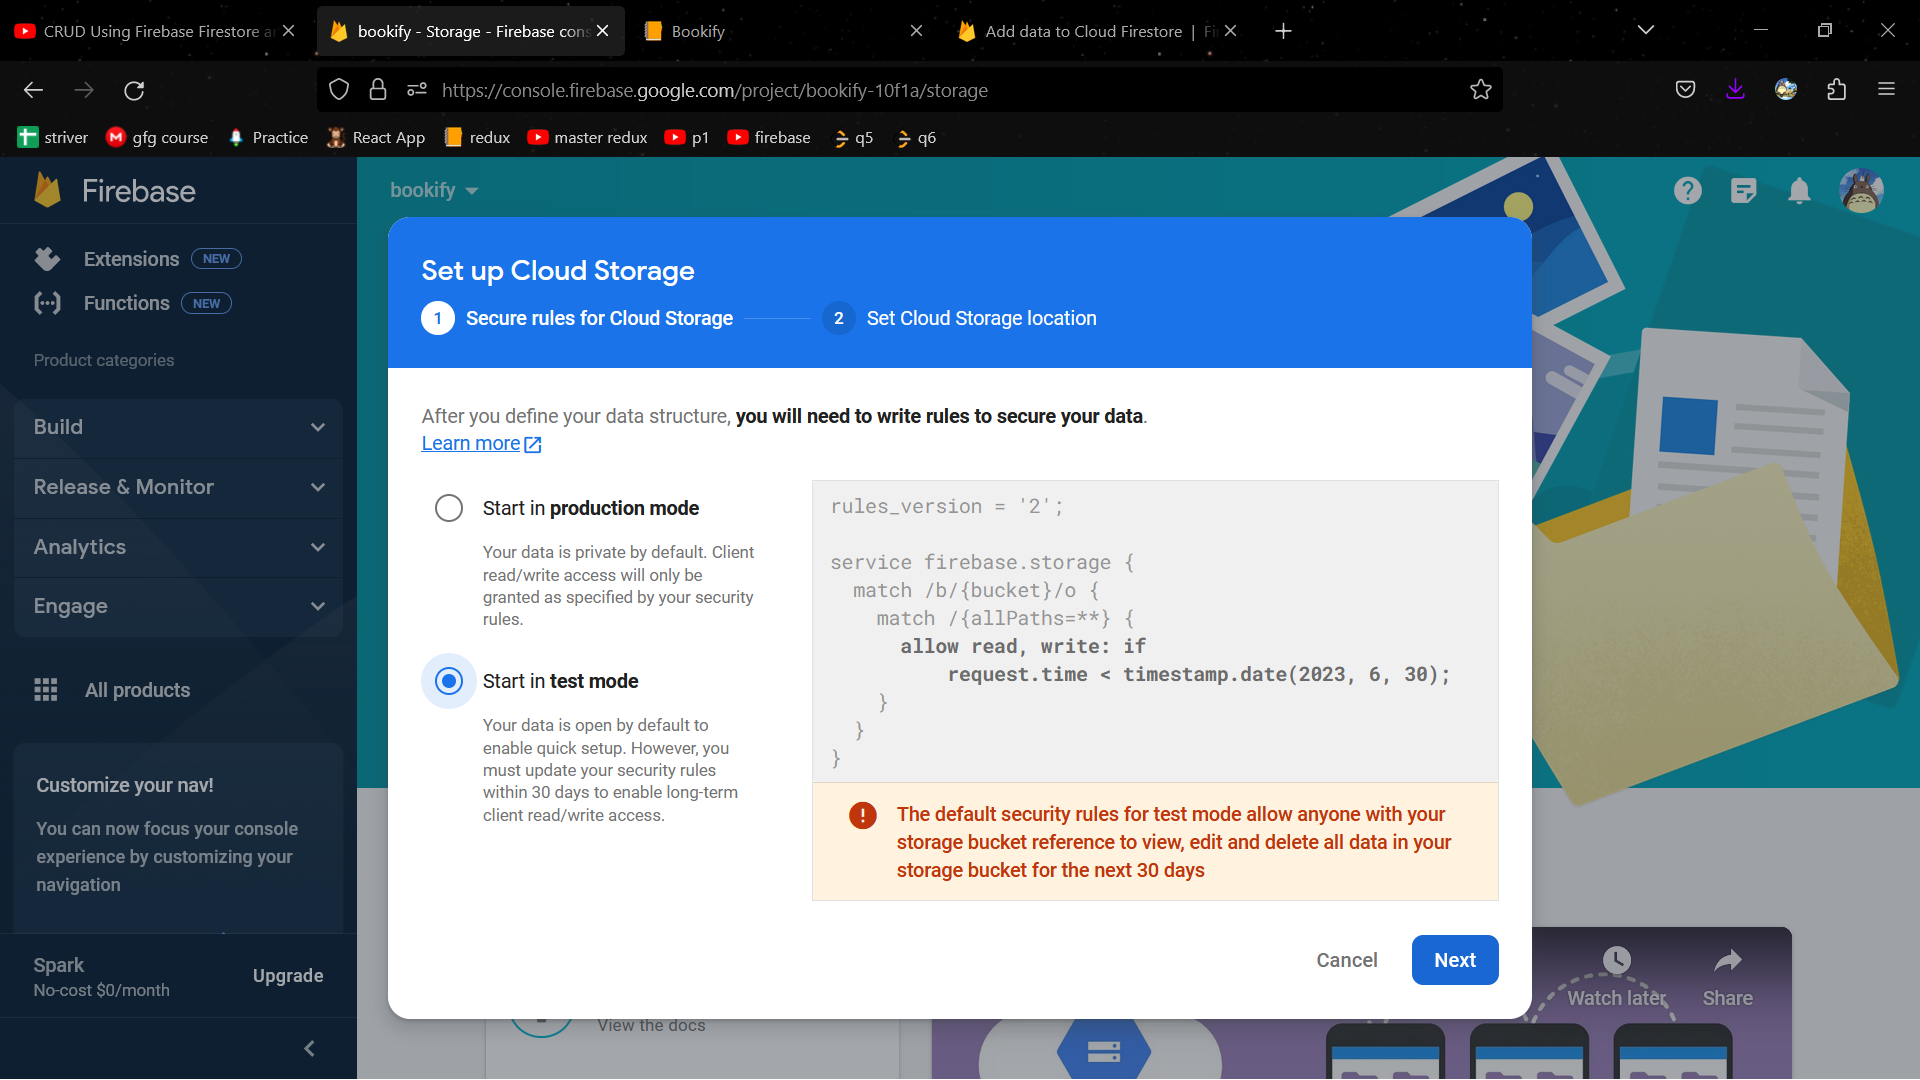 CRUD Using Firebase Firestore a
bookify - Storage - Firebase cons
Bookify
Add data to Cloud Firestore | Fi
https://console.firebase.google.com/project/bookify-10f1a/storage
striver
gfg course
Practice
React App
redux
master redux
p1
firebase
q5
q6
Firebase
bookify
Extensions NEW
Functions NEW
Product categories
Build
Release & Monitor
Analytics
Engage
All products
Customize your nav!
You can now focus your console
experience by customizing your
navigation
Spark
No-cost $0/month
Upgrade
Set up Cloud Storage
1 Secure rules for Cloud Storage
2 Set Cloud Storage location
After you define your data structure, you will need to write rules to secure your data.
Learn more
Start in production mode
Your data is private by default. Client
read/write access will only be
granted as specified by your security
rules.
Start in test mode
Your data is open by default to
enable quick setup. However, you
must update your security rules
within 30 days to enable long-term
client read/write access.
rules_version = '2';
service firebase.storage {
match /b/{bucket}/o {
match /{allPaths=**} {
allow read, write: if
request.time < timestamp.date(2023, 6, 30);
}
}
}
The default security rules for test mode allow anyone with your
storage bucket reference to view, edit and delete all data in your
storage bucket for the next 30 days
Cancel
Next
View the docs
Watch later
Share